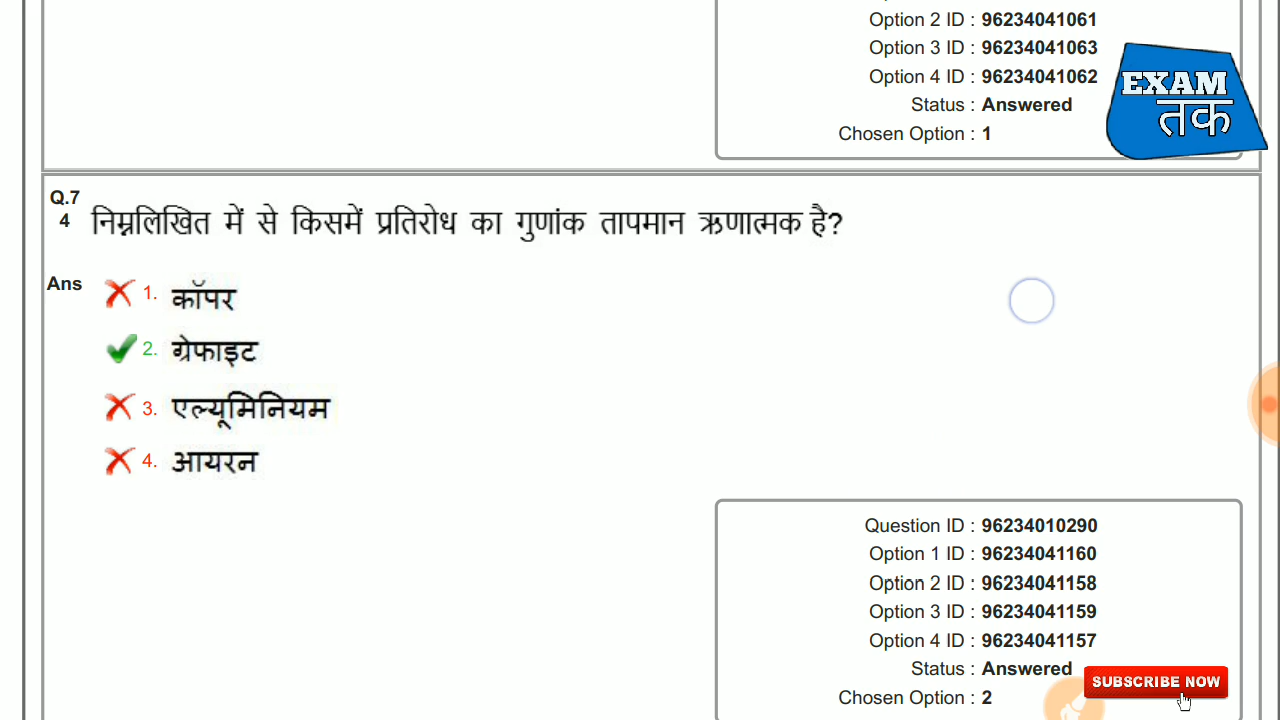 Option 2 ID : 96234041061
Option 3 ID : 96234041063
Option 4 ID : 96234041062
Status : Answered
Chosen Option : 1
EXAM
तक
Q.7
4
निम्नलिखित में से किसमें प्रतिरोध का गुणांक तापमान ऋणात्मक है?
Ans
1. कॉपर
2. ग्रेफाइट
3. एल्यूमिनियम
4. आयरन
Question ID : 96234010290
Option 1 ID : 96234041160
Option 2 ID : 96234041158
Option 3 ID : 96234041159
Option 4 ID : 96234041157
Status : Answered
Chosen Option : 2
SUBSCRIBE NOW